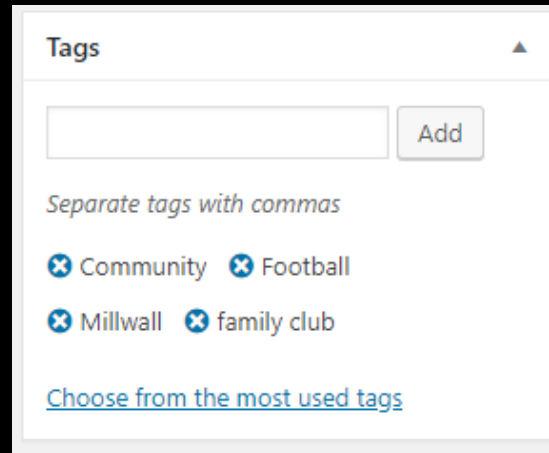 Tags
Add
Separate tags with commas
Community Football
Millwall family club
Choose from the most used tags